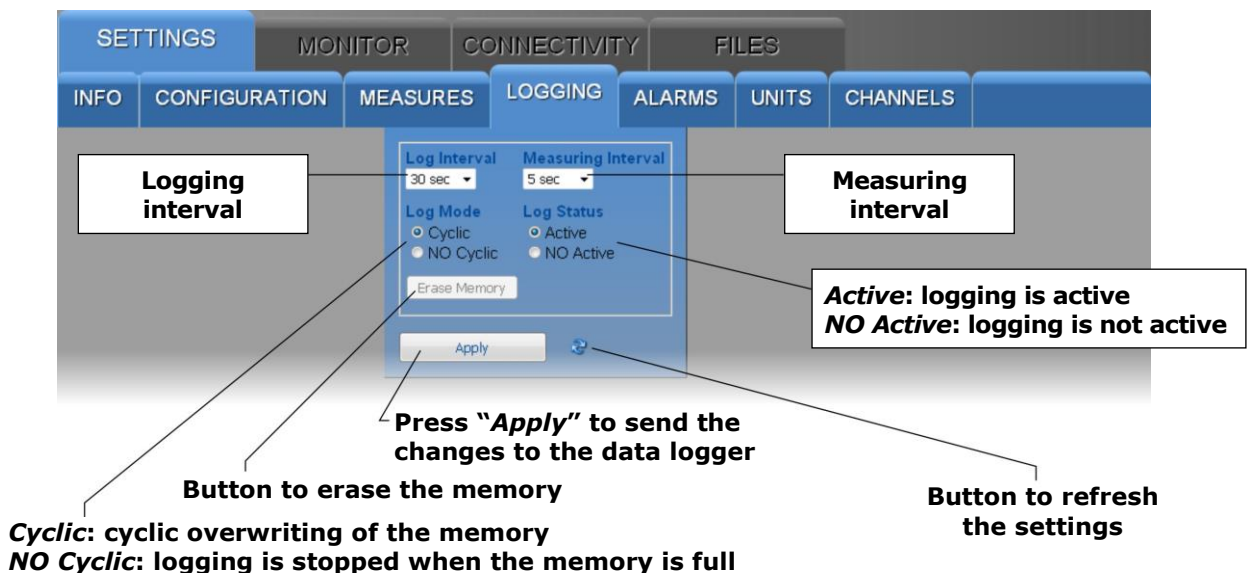 SETTINGS MONITOR CONNECTIVITY FILES
INFO CONFIGURATION MEASURES LOGGING ALARMS UNITS CHANNELS
Log Interval Measuring Interval
30 sec 5 sec
Logging
interval
Measuring
interval
Log Mode Log Status
Cyclic Active
NO Cyclic NO Active
Erase Memory
Active: logging is active
NO Active: logging is not active
Apply
Press “Apply” to send the
changes to the data logger
Button to erase the memory
Button to refresh
the settings
Cyclic: cyclic overwriting of the memory
NO Cyclic: logging is stopped when the memory is full